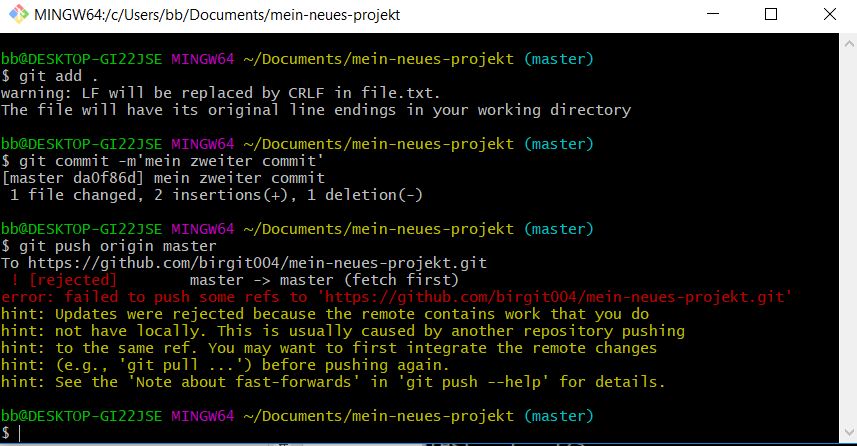 MINGW64:/c/Users/bb/Documents/mein-neues-projekt
bb@DESKTOP-GI22JSE MINGW64 ~/Documents/mein-neues-projekt (master)
$ git add .
warning: LF will be replaced by CRLF in file.txt.
The file will have its original line endings in your working directory
bb@DESKTOP-GI22JSE MINGW64 ~/Documents/mein-neues-projekt (master)
$ git commit -m'mein zweiter commit'
[master da0f86d] mein zweiter commit
 1 file changed, 2 insertions(+), 1 deletion(-)
bb@DESKTOP-GI22JSE MINGW64 ~/Documents/mein-neues-projekt (master)
$ git push origin master
To https://github.com/birgit004/mein-neues-projekt.git
 ! [rejected]        master -> master (fetch first)
error: failed to push some refs to 'https://github.com/birgit004/mein-neues-projekt.git'
hint: Updates were rejected because the remote contains work that you do
hint: not have locally. This is usually caused by another repository pushing
hint: to the same ref. You may want to first integrate the remote changes
hint: (e.g., 'git pull ...') before pushing again.
hint: See the 'Note about fast-forwards' in 'git push --help' for details.
bb@DESKTOP-GI22JSE MINGW64 ~/Documents/mein-neues-projekt (master)
$